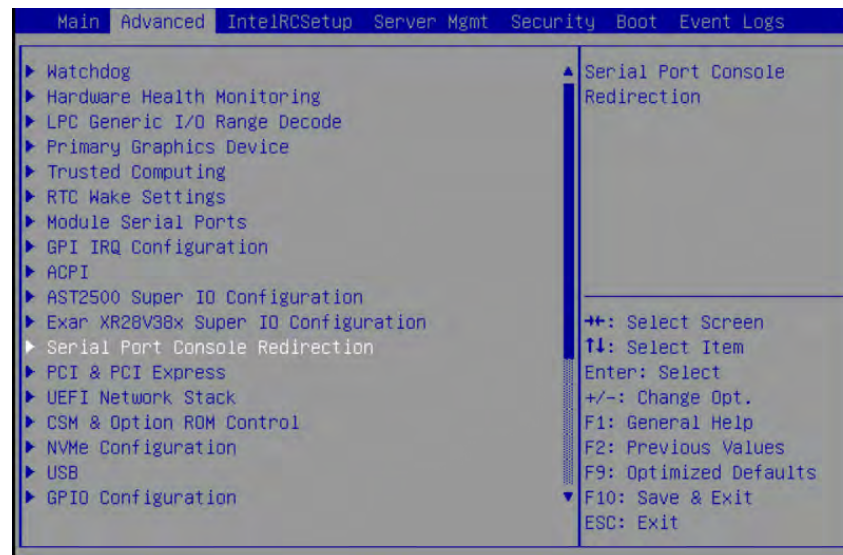 Main Advanced IntelRCSetup Server Mgmt Security Boot Event Logs
Watchdog
Hardware Health Monitoring
LPC Generic I/O Range Decode
Primary Graphics Device
Trusted Computing
RTC Wake Settings
Module Serial Ports
GPI IRQ Configuration
ACPI
AST2500 Super IO Configuration
Exar XR28V38x Super IO Configuration
Serial Port Console Redirection
PCI & PCI Express
UEFI Network Stack
CSM & Option ROM Control
NVMe Configuration
USB
GPIO Configuration
Serial Port Console
Redirection
→←: Select Screen
↑↓: Select Item
Enter: Select
+/-: Change Opt.
F1: General Help
F2: Previous Values
F9: Optimized Defaults
F10: Save & Exit
ESC: Exit